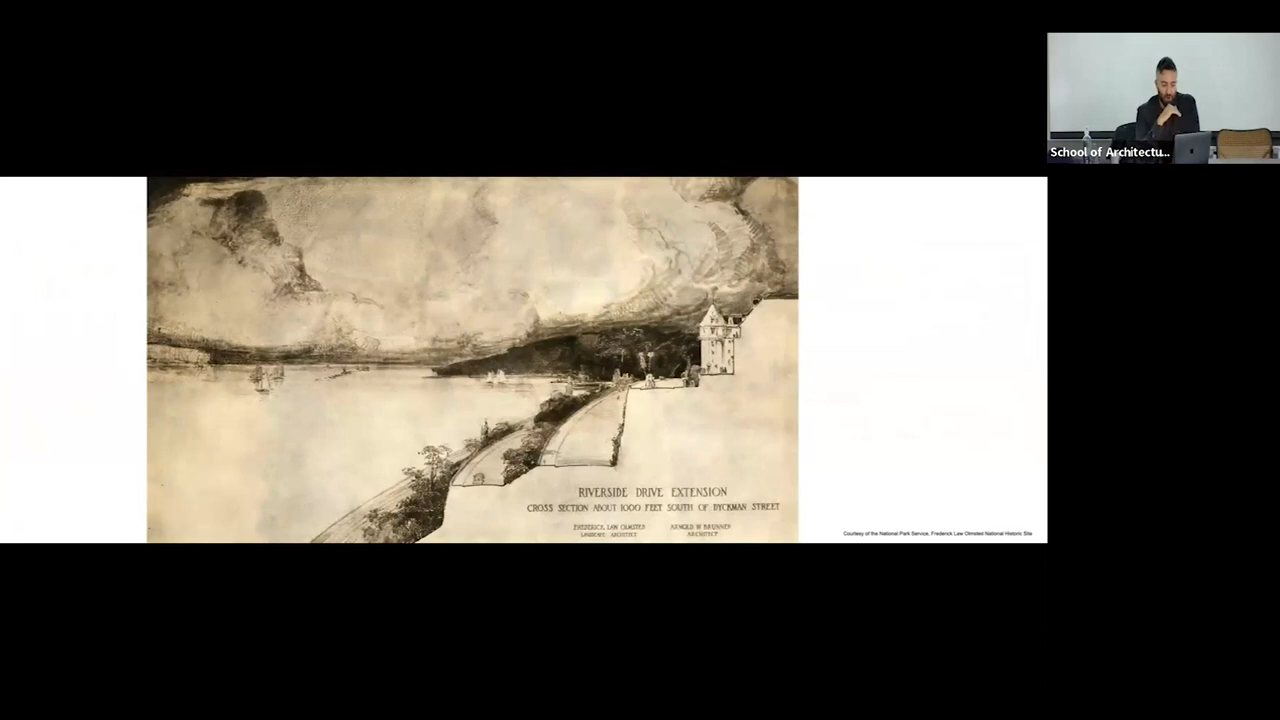 School of Architectu...
RIVERSIDE DRIVE EXTENSION
CROSS SECTION ABOUT 1000 FEET SOUTH OF DYCKMAN STREET
FREDERICK LAW OLMSTED ARNOLD W BRUNNER
LANDSCAPE ARCHITECT ARCHITECT
Courtesy of the National Park Service, Frederick Law Olmsted National Historic Site